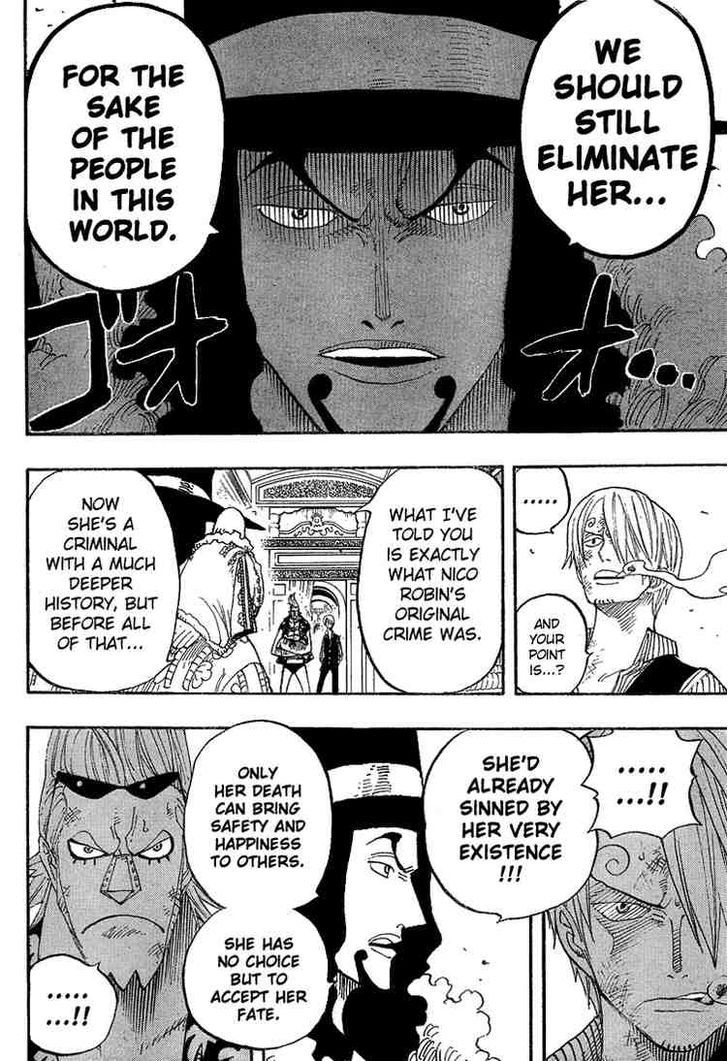 WE
SHOULD
STILL
ELIMINATE
HER...
FOR THE
SAKE
OF THE
PEOPLE
IN THIS
WORLD.
ゴオオ...
.....
AND
YOUR
POINT
IS...?
WHAT I'VE
TOLD YOU
IS EXACTLY
WHAT NICO
ROBIN'S
ORIGINAL
CRIME WAS.
NOW
SHE'S A
CRIMINAL
WITH A MUCH
DEEPER
HISTORY, BUT
BEFORE ALL
OF THAT...
.....
...!!
SHE'D
ALREADY
SINNED BY
HER VERY
EXISTENCE
!!!
ONLY
HER DEATH
CAN BRING
SAFETY AND
HAPPINESS
TO OTHERS.
SHE HAS
NO CHOICE
BUT TO
ACCEPT HER
FATE.
.....
...!!